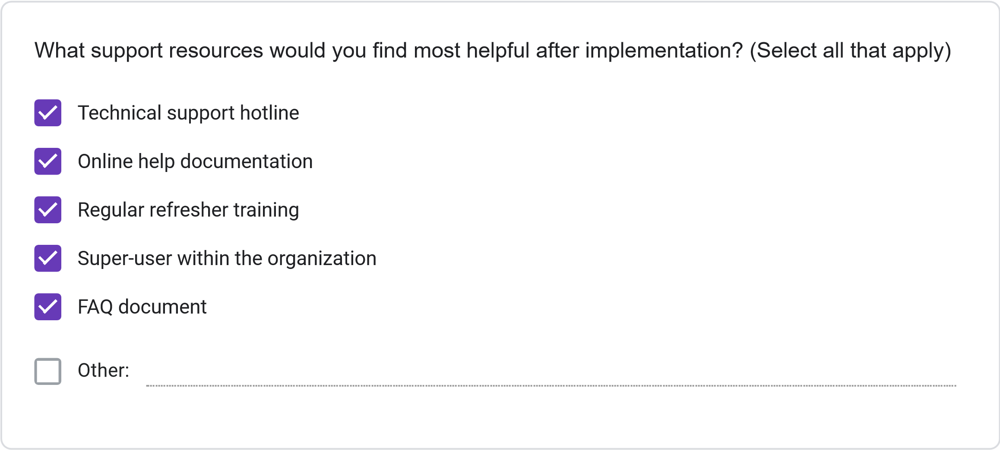 What support resources would you find most helpful after implementation? (Select all that apply)
Technical support hotline
Online help documentation
Regular refresher training
Super-user within the organization
FAQ document
Other: